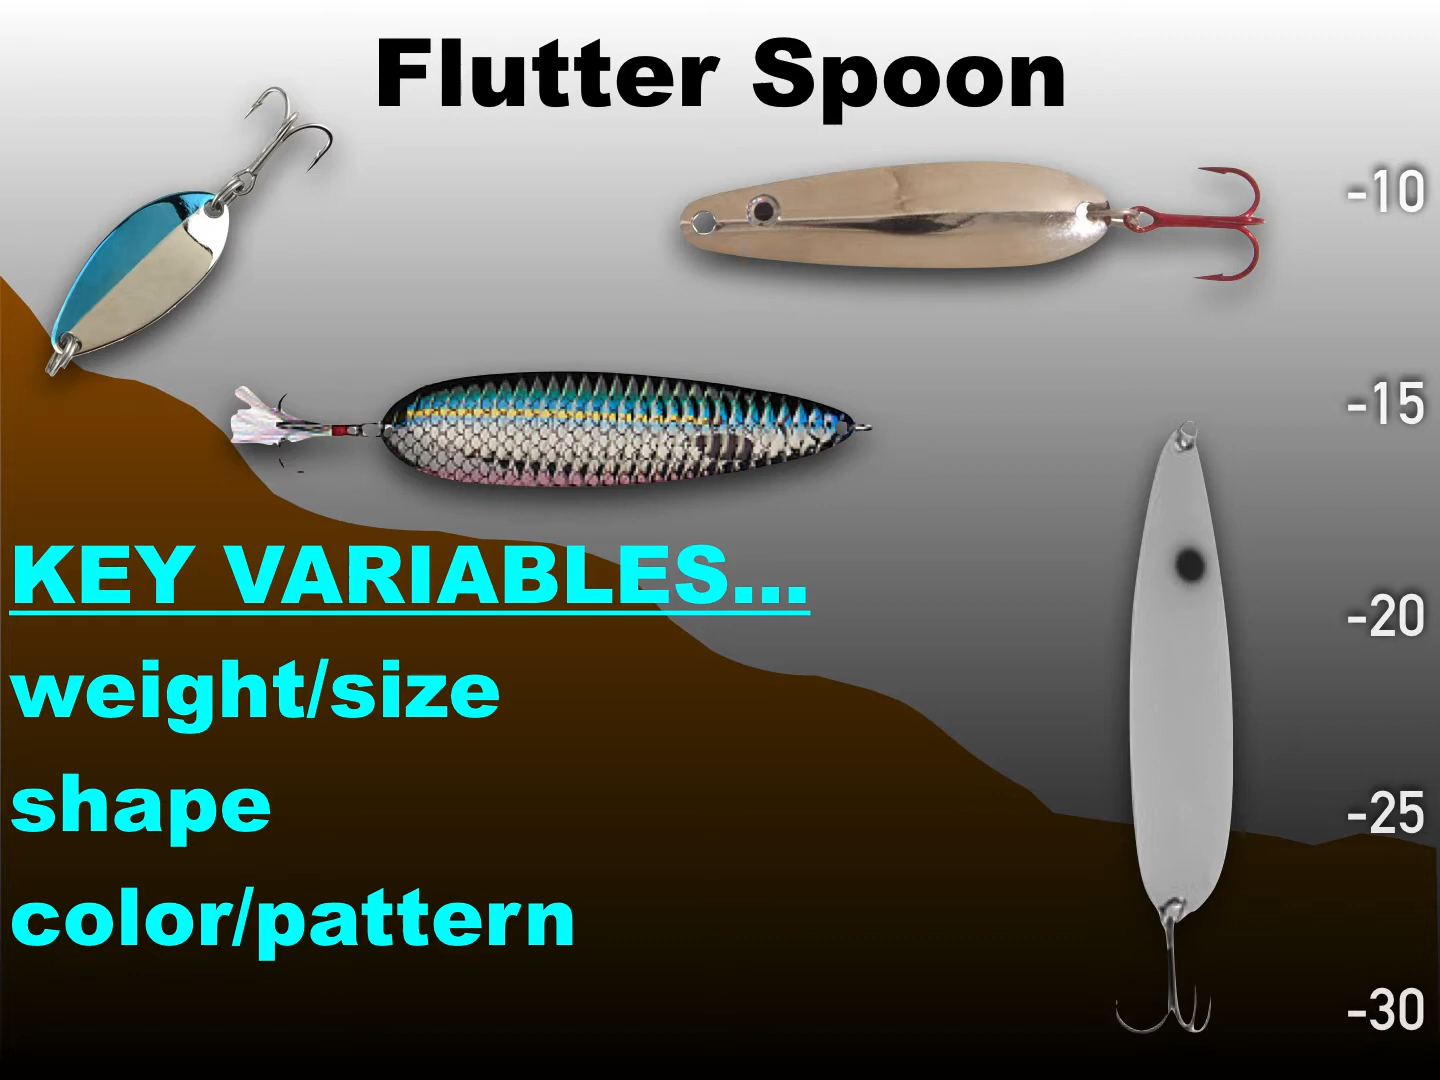 Flutter Spoon
-10
-15
KEY VARIABLES...
-20
weight/size
shape
-25
color/pattern
-30